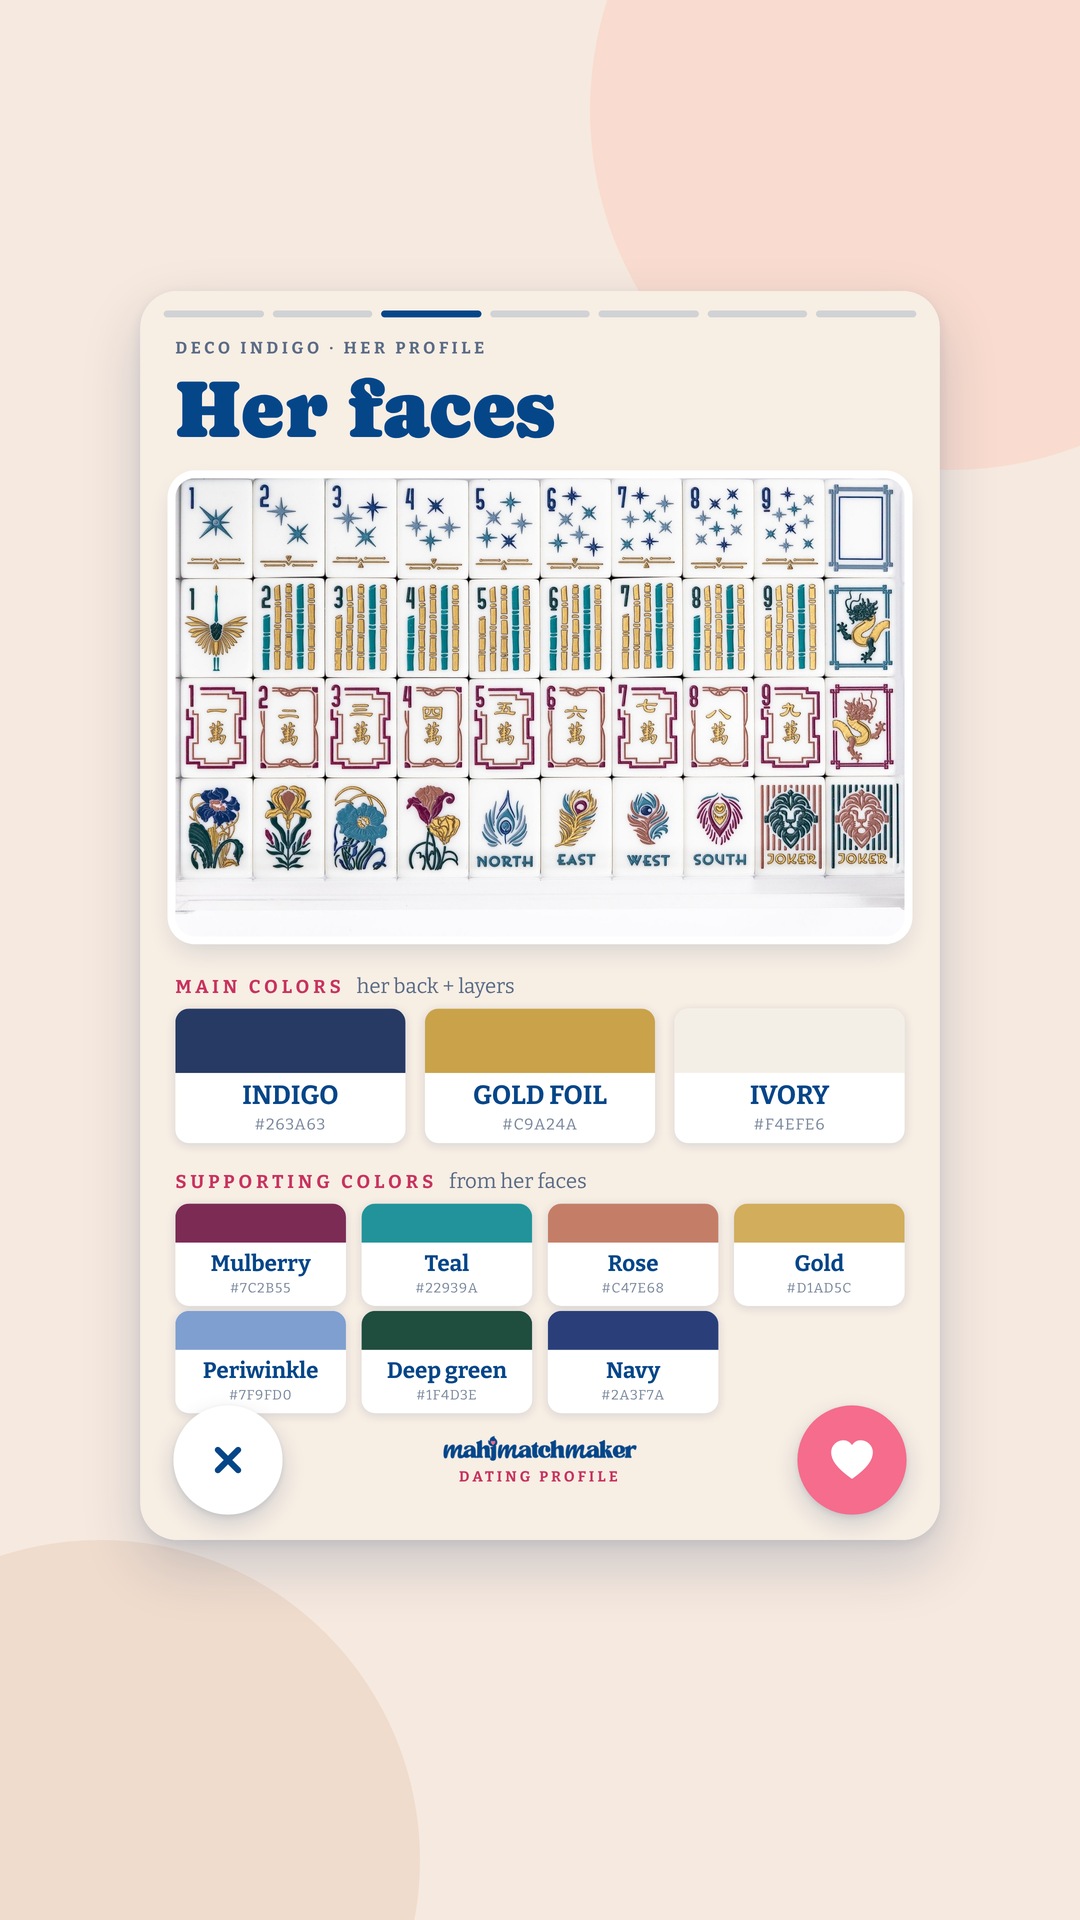 DECO INDIGO · HER PROFILE
Her faces
1 2 3 4 5 6 7 8 9
1 2 3 4 5 6 7 8 9
1 2 3 4 5 6 7 8 9
一 二 三 四 五 六 七 八 九
萬 萬 萬 萬 萬 萬 萬 萬 萬
NORTH EAST WEST SOUTH JOKER JOKER
MAIN COLORS her back + layers
INDIGO GOLD FOIL IVORY
#263A63 #C9A24A #F4EFE6
SUPPORTING COLORS from her faces
Mulberry Teal Rose Gold
#7C2B55 #22939A #C47E68 #D1AD5C
Periwinkle Deep green Navy
#7F9FD0 #1F4D3E #2A3F7A
mahjmatchmaker
DATING PROFILE